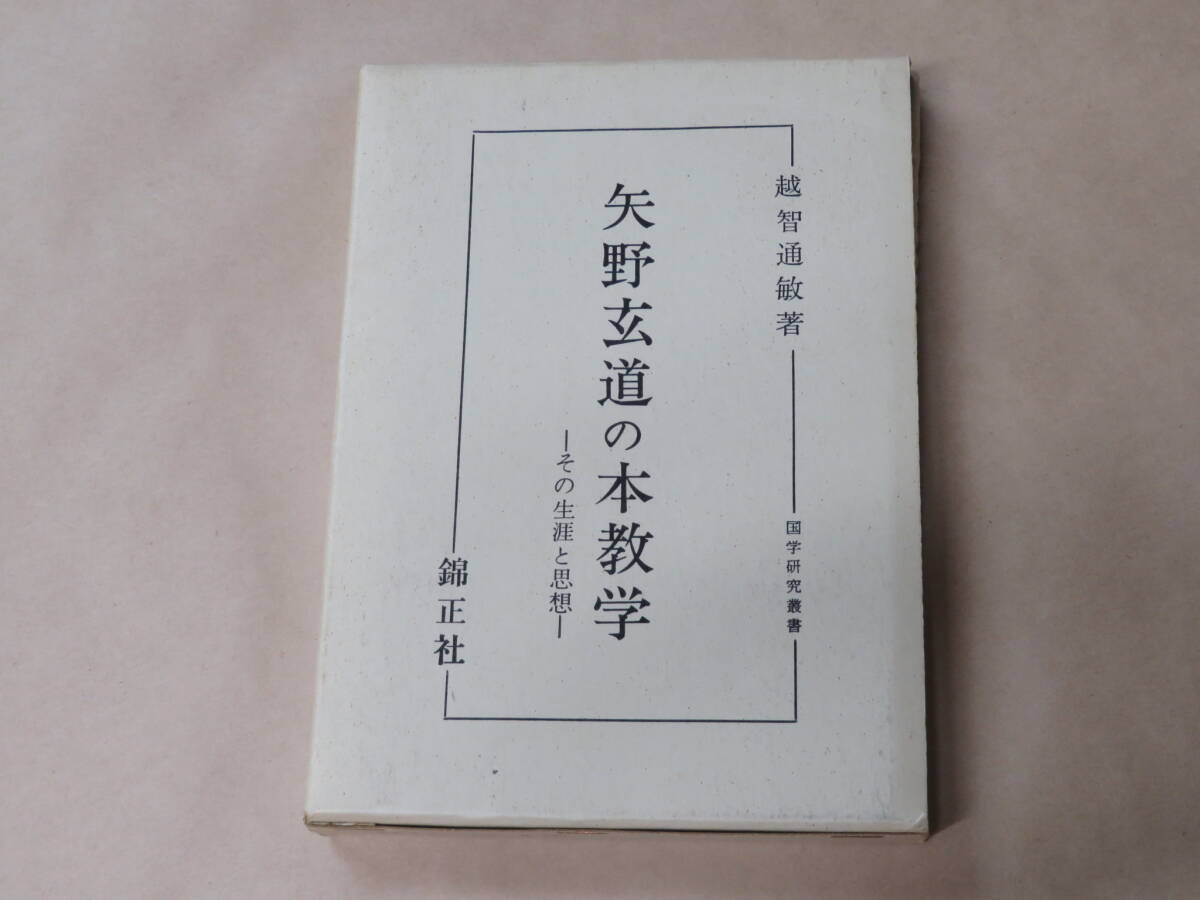 越智通敏著
国学研究叢書
矢野玄道の本教学
―その生涯と思想―
錦正社